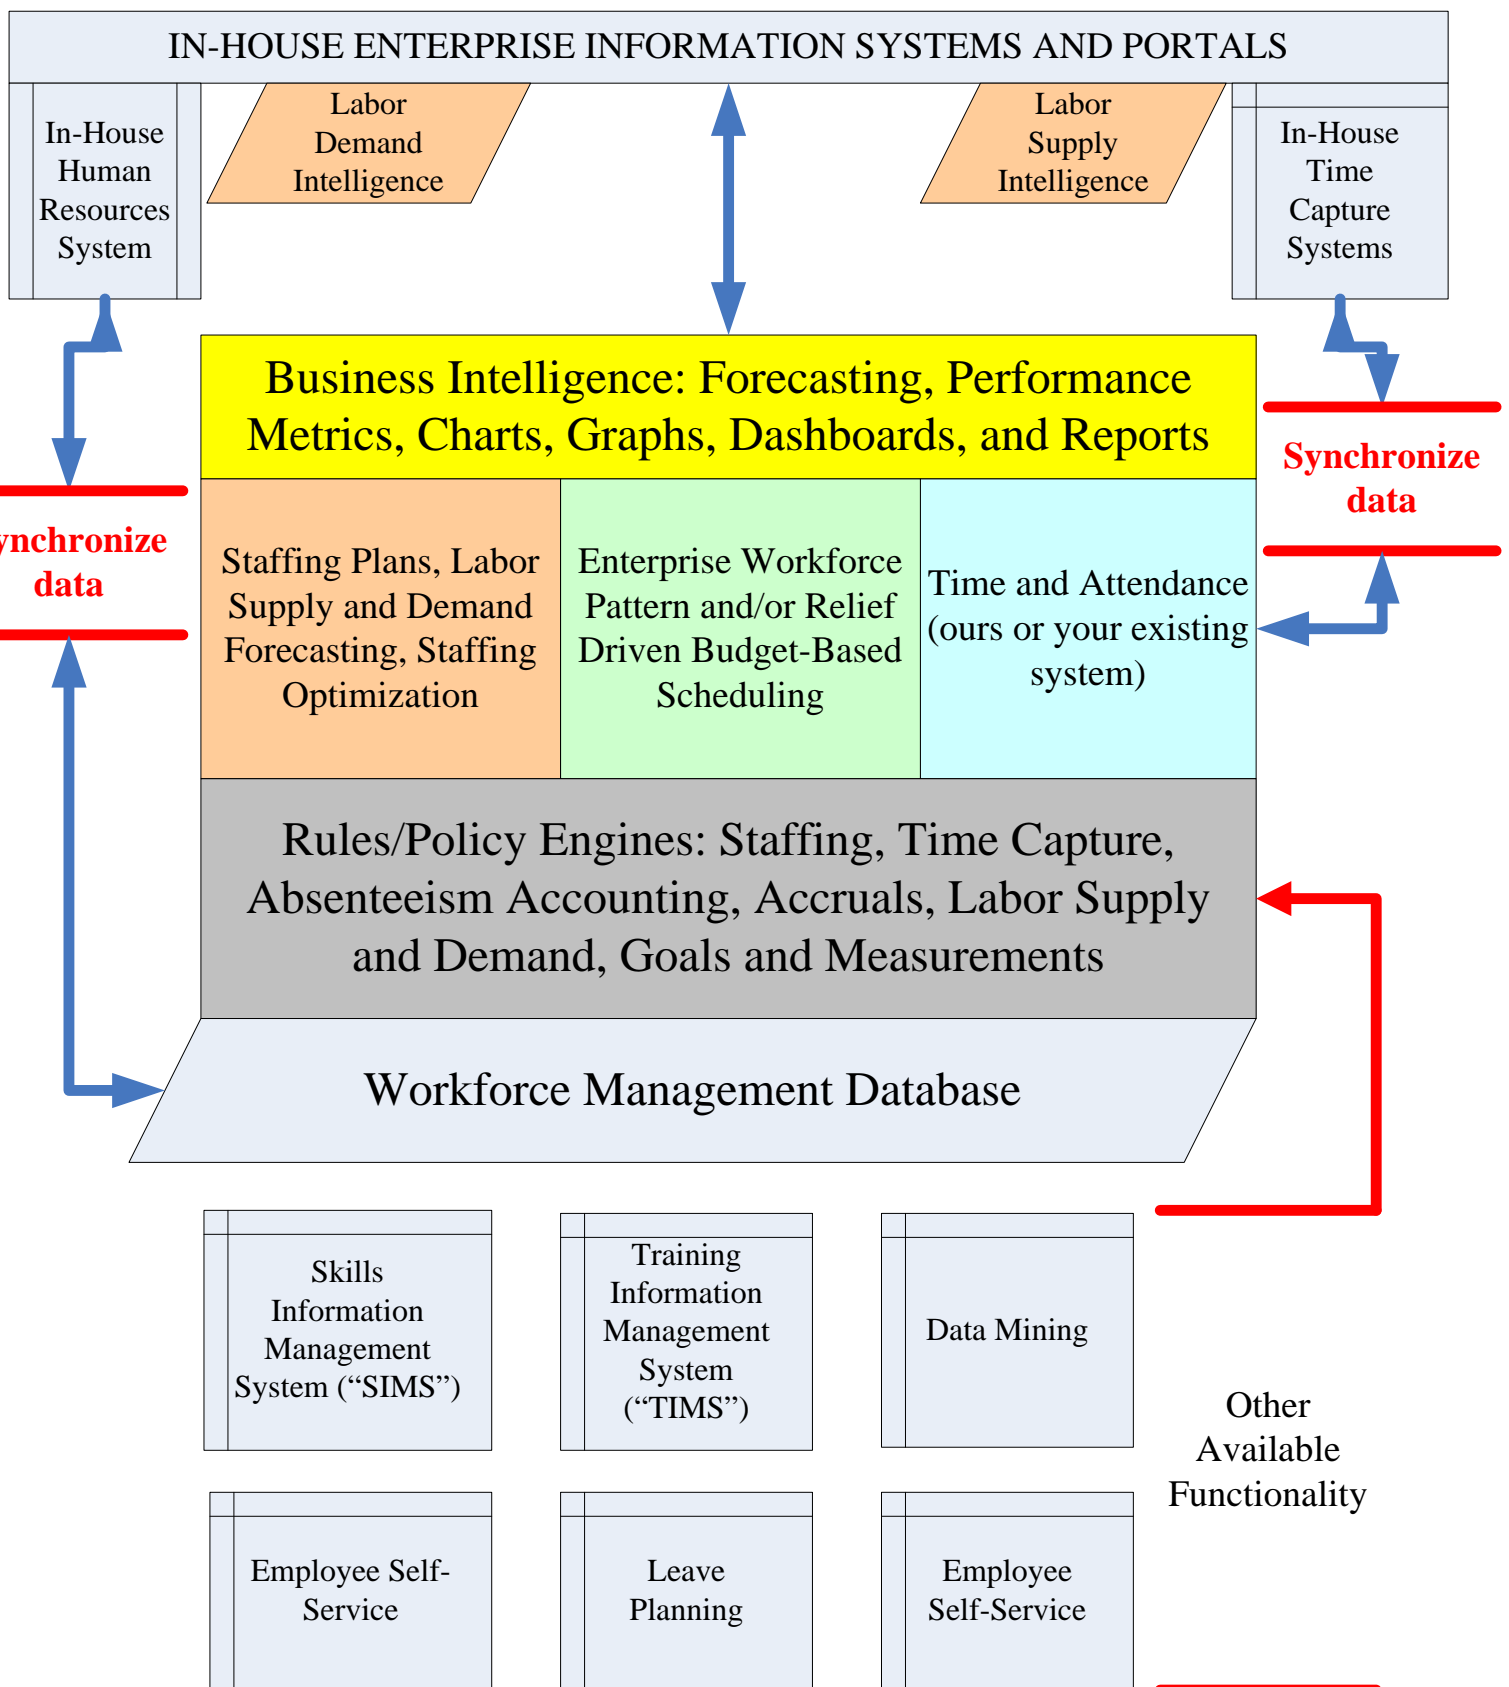 IN-HOUSE ENTERPRISE INFORMATION SYSTEMS AND PORTALS
In-House
Human
Resources
System
Labor
Demand
Intelligence
Labor
Supply
Intelligence
In-House
Time
Capture
Systems
Business Intelligence: Forecasting, Performance
Metrics, Charts, Graphs, Dashboards, and Reports
Synchronize
data
ynchronize
data
Staffing Plans, Labor
Supply and Demand
Forecasting, Staffing
Optimization
Enterprise Workforce
Pattern and/or Relief
Driven Budget-Based
Scheduling
Time and Attendance
(ours or your existing
system)
Rules/Policy Engines: Staffing, Time Capture,
Absenteeism Accounting, Accruals, Labor Supply
and Demand, Goals and Measurements
Workforce Management Database
Skills
Information
Management
System (“SIMS”)
Training
Information
Management
System
(“TIMS”)
Data Mining
Other
Available
Functionality
Employee Self-
Service
Leave
Planning
Employee
Self-Service